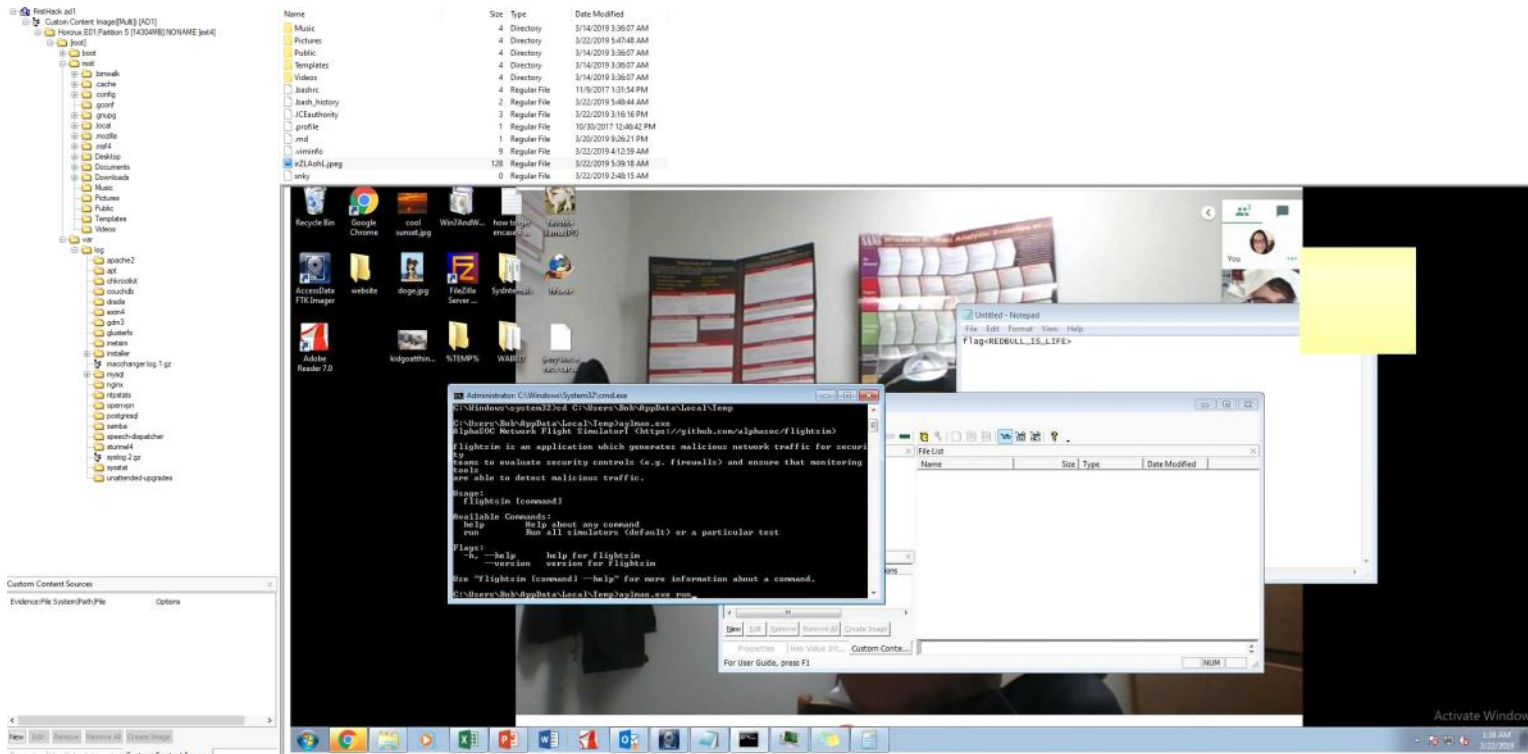 FirstHack.ad1
Custom Content Image([Multi]) [AD1]
Horcrux.E01:Partition 5 [14304MB]:NONAME [ext4]
[root]
boot
root
.binwalk
.cache
.config
.gconf
.gnupg
.local
.mozilla
.msf4
Desktop
Documents
Downloads
Music
Pictures
Public
Templates
Videos
var
log
apache2
apt
chkrootkit
couchdb
dradis
exim4
gdm3
glusterfs
inetsim
installer
macchanger.log.1.gz
mysql
nginx
ntpstats
openvpn
postgresql
samba
speech-dispatcher
stunnel4
syslog.2.gz
sysstat
unattended-upgrades
Custom Content Sources
Evidence:File System|Path|File Options
New Edit Remove Remove All Create Image
Name Size Type Date Modified
Music 4 Directory 3/14/2019 3:36:07 AM
Pictures 4 Directory 3/22/2019 5:47:48 AM
Public 4 Directory 3/14/2019 3:36:07 AM
Templates 4 Directory 3/14/2019 3:36:07 AM
Videos 4 Directory 3/14/2019 3:36:07 AM
.bashrc 4 Regular File 11/9/2017 1:31:54 PM
.bash_history 2 Regular File 3/22/2019 5:48:44 AM
.ICEauthority 3 Regular File 3/22/2019 3:16:16 PM
.profile 1 Regular File 10/30/2017 12:46:42 PM
.rnd 1 Regular File 3/20/2019 9:26:21 PM
.viminfo 9 Regular File 3/22/2019 4:12:59 AM
irZLAohL.jpeg 128 Regular File 3/22/2019 5:39:18 AM
snky 0 Regular File 3/22/2019 2:48:15 AM
Recycle Bin
Google Chrome
cool sunset.jpg
Win7AndW...
how to get encase
favorite llamas.JPG
AccessData FTK Imager
website
doge.jpg
FileZilla Server ...
SysInternals
Adobe Reader 7.0
kidgoatthin...
%TEMP%
You
Untitled - Notepad
File Edit Format View Help
flag<REDBULL_IS_LIFE>
Administrator: C:\Windows\System32\cmd.exe
C:\Windows\system32>cd C:\Users\Bob\AppData\Local\Temp
C:\Users\Bob\AppData\Local\Temp>aylmao.exe
AlphaSOC Network Flight Simulator† (https://github.com/alphasoc/flightsim)
flightsim is an application which generates malicious network traffic for securi
ty
teams to evaluate security controls (e.g. firewalls) and ensure that monitoring
tools
are able to detect malicious traffic.
Usage:
flightsim [command]
Available Commands:
help Help about any command
run Run all simulators (default) or a particular test
Flags:
-h, --help help for flightsim
--version version for flightsim
Use "flightsim [command] --help" for more information about a command.
C:\Users\Bob\AppData\Local\Temp>aylmao.exe run_
File List
Name Size Type Date Modified
New Edit Remove Remove All Create Image
Properties Hex Value Int... Custom Conte...
For User Guide, press F1
NUM
Activate Window
1:38 AM
3/22/2019